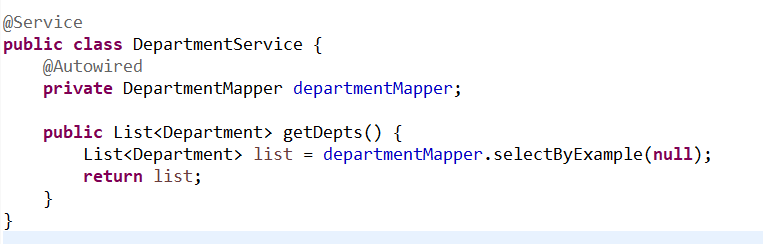 @Service
public class DepartmentService {
    @Autowired
    private DepartmentMapper departmentMapper;
    public List<Department> getDepts() {
        List<Department> list = departmentMapper.selectByExample(null);
        return list;
    }
}